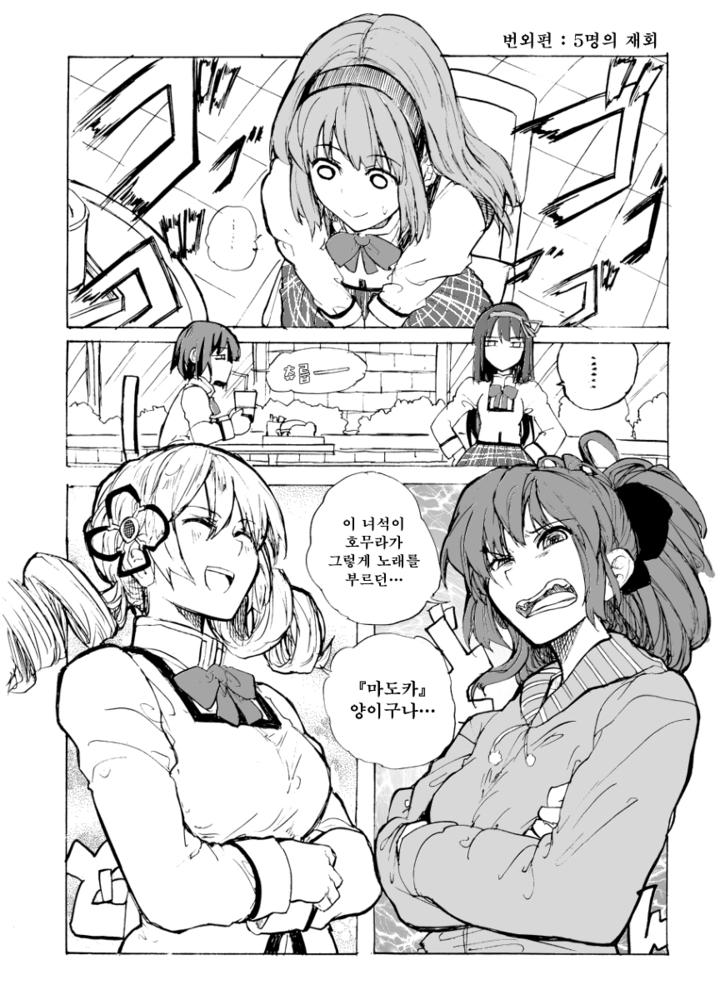 번외편 : 5명의 재회
……
……
츄릅──
이 녀석이
호무라가
그렇게 노래를
부르던…
『마도카』
양이구나…